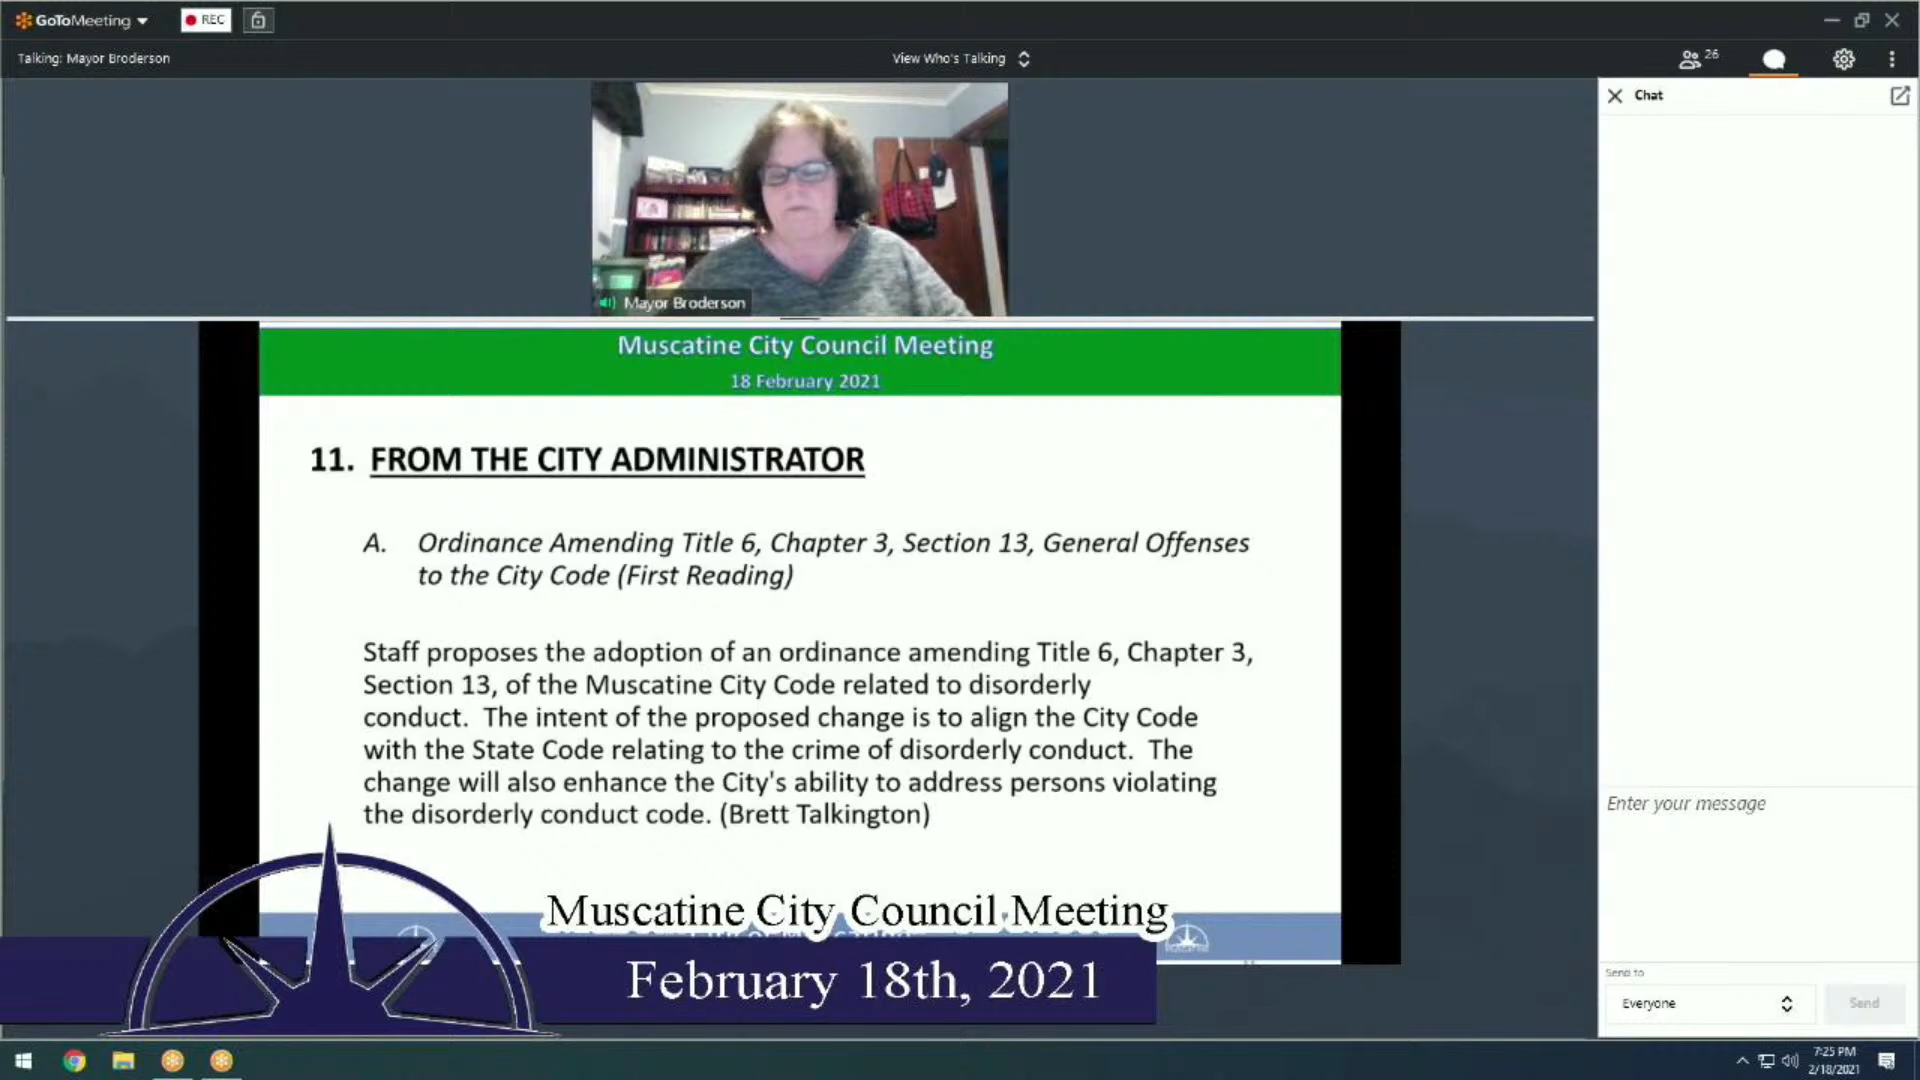 GoToMeeting
REC
Talking: Mayor Broderson
View Who's Talking
26
Chat
Mayor Broderson
Muscatine City Council Meeting
18 February 2021
11. FROM THE CITY ADMINISTRATOR
A. Ordinance Amending Title 6, Chapter 3, Section 13, General Offenses
to the City Code (First Reading)
Staff proposes the adoption of an ordinance amending Title 6, Chapter 3,
Section 13, of the Muscatine City Code related to disorderly
conduct. The intent of the proposed change is to align the City Code
with the State Code relating to the crime of disorderly conduct. The
change will also enhance the City's ability to address persons violating
the disorderly conduct code. (Brett Talkington)
Enter your message
Muscatine City Council Meeting
February 18th, 2021
Send to
Everyone
Send
7:25 PM
2/18/2021